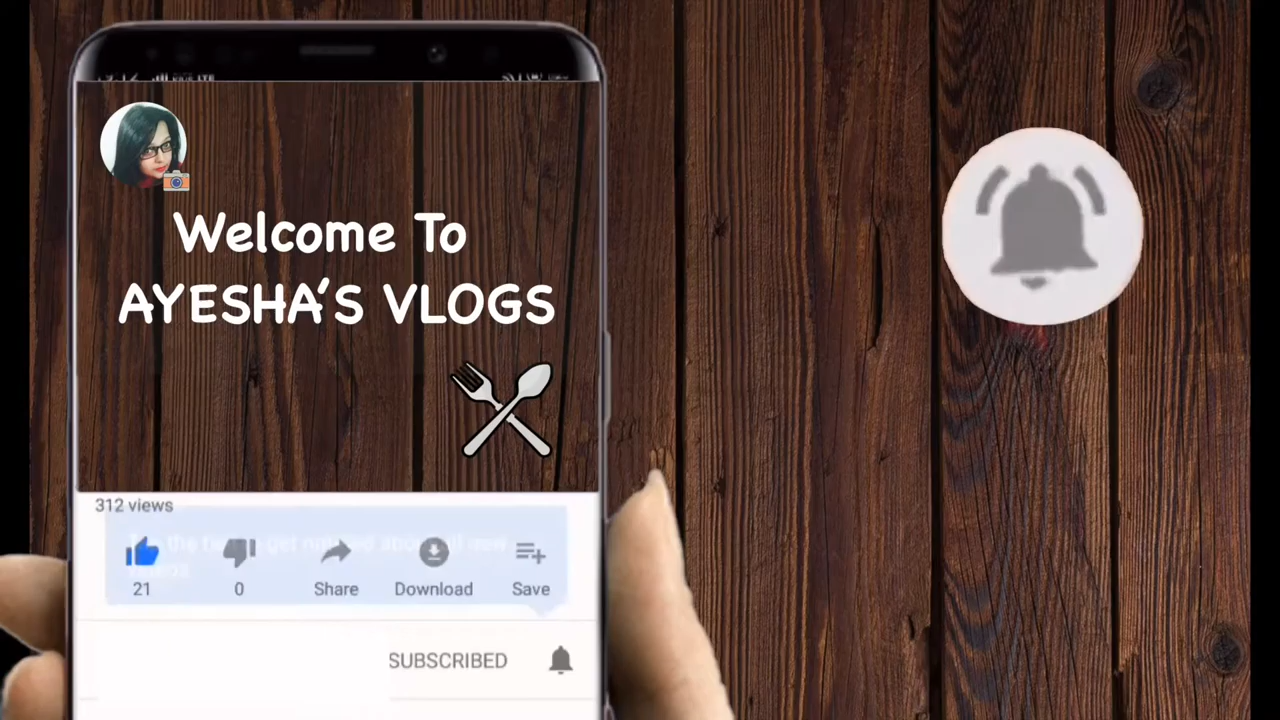 Welcome To
AYESHA'S VLOGS
312 views
21
0
Share
Download
Save
SUBSCRIBED